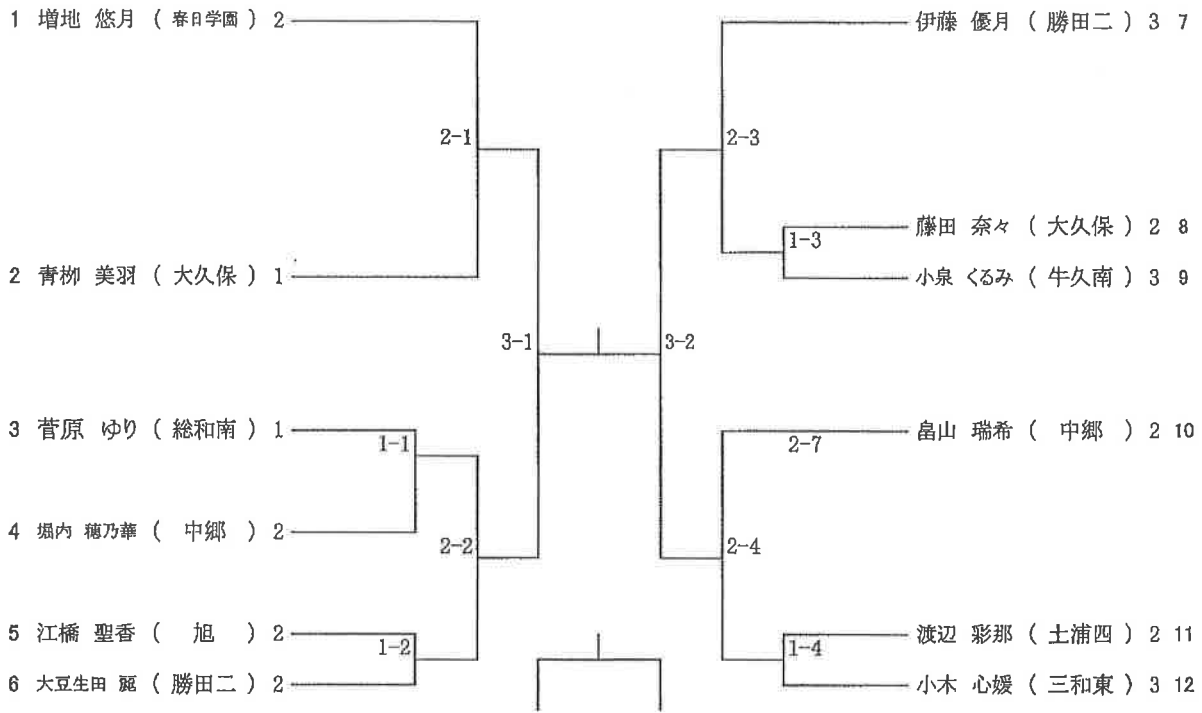 1 増地 悠月 ( 春日学園 ) 2
伊藤 優月 ( 勝田二 ) 3 7
2-1
2-3
藤田 奈々 ( 大久保 ) 2 8
1-3
2 青栁 美羽 ( 大久保 ) 1
小泉 くるみ ( 牛久南 ) 3 9
3-1
3-2
3 菅原 ゆり ( 総和南 ) 1
畠山 瑞希 ( 中郷 ) 2 10
1-1
2-7
4 堀内 穂乃華 ( 中郷 ) 2
2-2
2-4
5 江橋 聖香 ( 旭 ) 2
渡辺 彩那 ( 土浦四 ) 2 11
1-2
1-4
6 大豆生田 麗 ( 勝田二 ) 2
小木 心媛 ( 三和東 ) 3 12